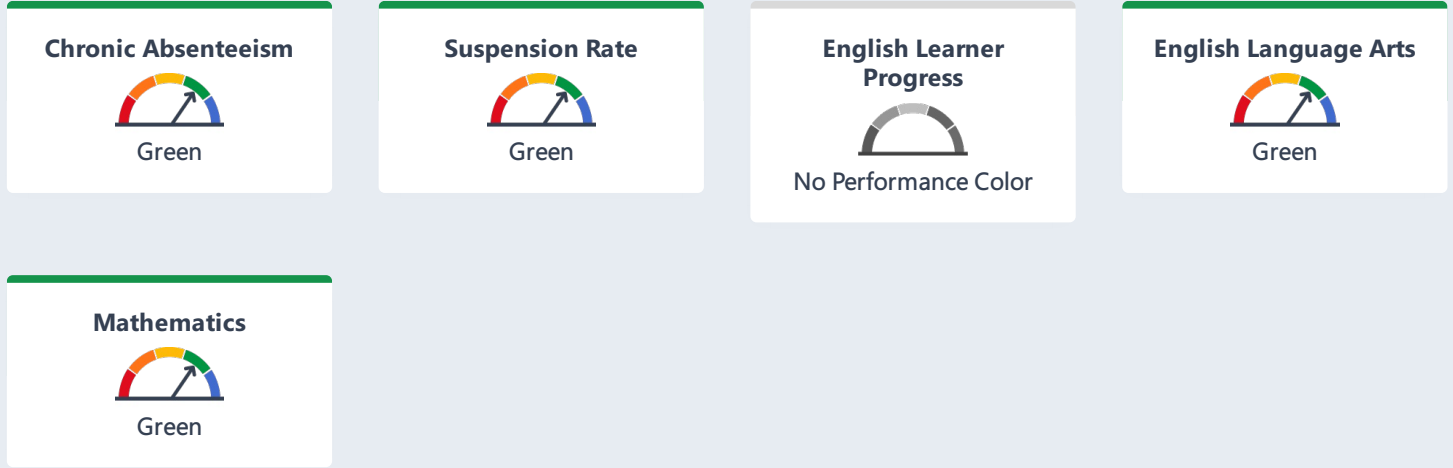 Chronic Absenteeism
Green
Suspension Rate
Green
English Learner
Progress
No Performance Color
English Language Arts
Green
Mathematics
Green